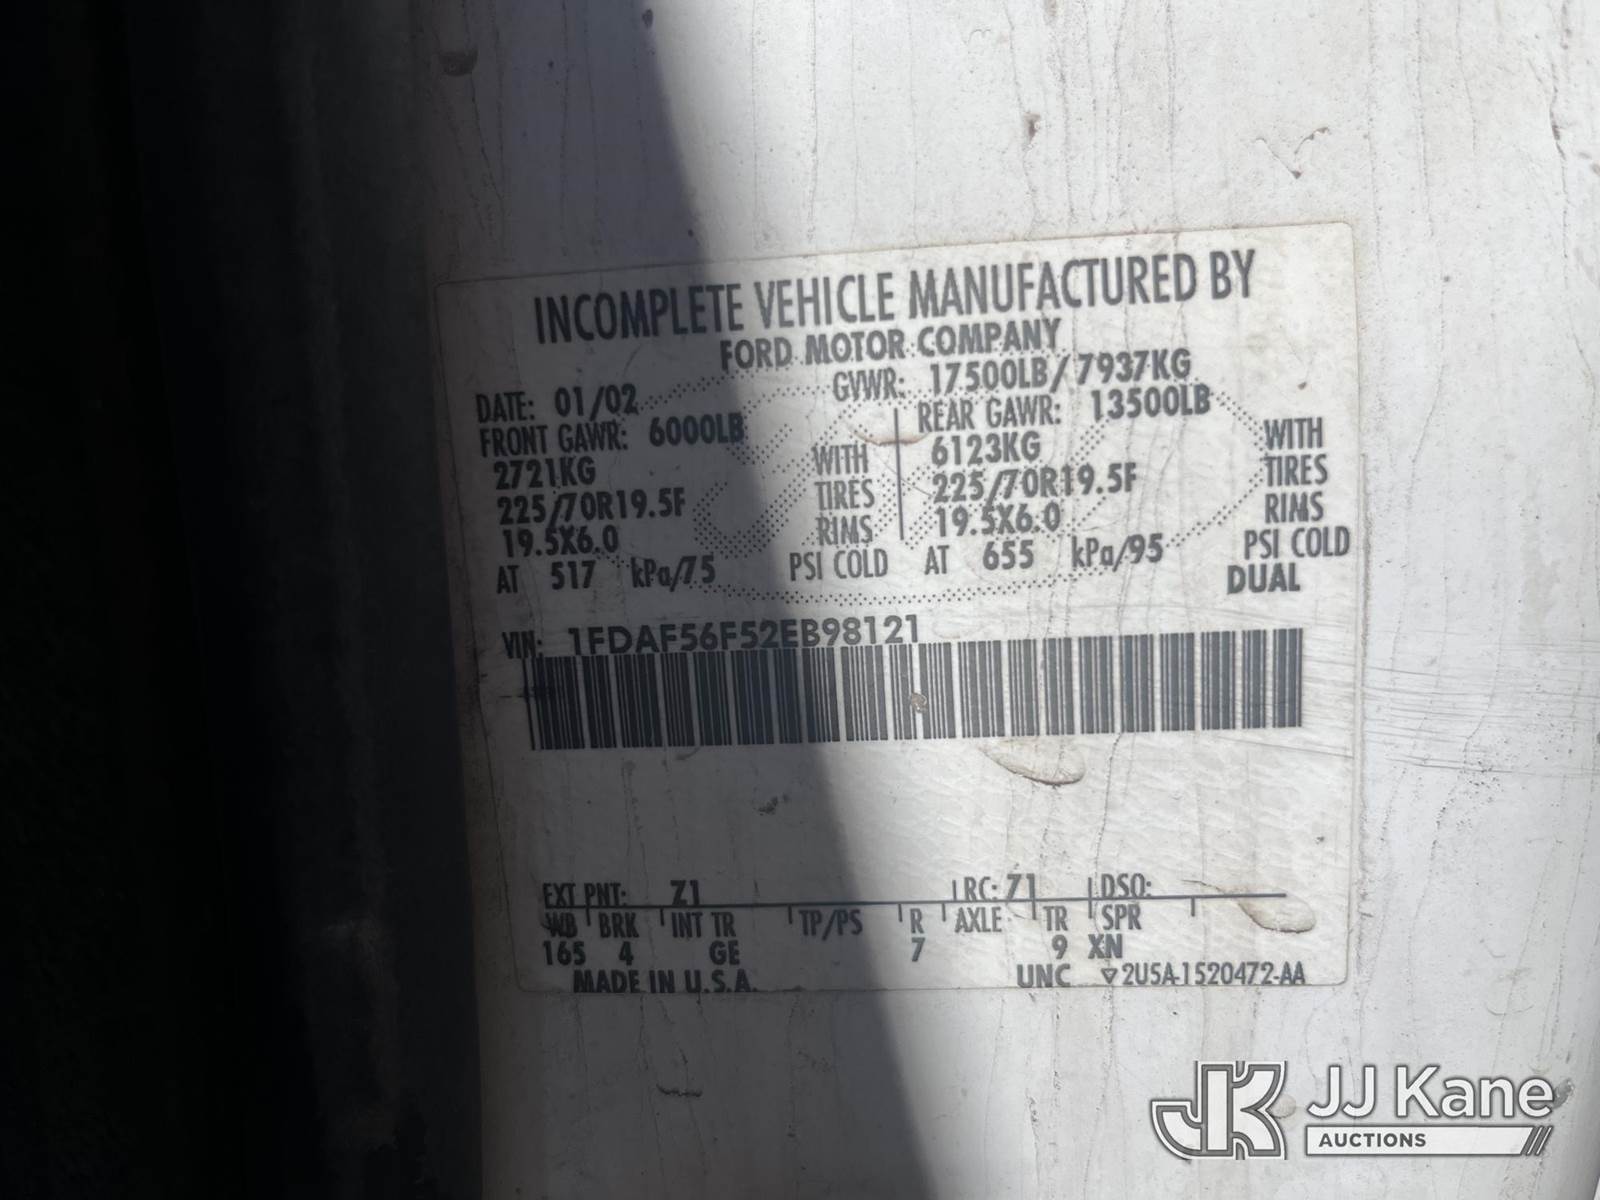 INCOMPLETE VEHICLE MANUFACTURED BY
FORD MOTOR COMPANY
DATE: 01/02 GVWR: 17500LB/7937KG
FRONT GAWR: 6000LB REAR GAWR: 13500LB
2721KG WITH 6123KG WITH
225/70R19.5F TIRES 225/70R19.5F TIRES
19.5X6.0 RIMS 19.5X6.0 RIMS
AT 517 kPa/75 PSI COLD AT 655 kPa/95 PSI COLD
DUAL
VIN: 1FDAF56F52EB98121
EXT PNT: Z1 RC: 71 DSO:
WB BRK INT TR TP/PS R AXLE TR SPR
165 4 GE 7 9 XN
MADE IN U.S.A. UNC ▽2U5A-1520472-AA
JK JJ Kane
AUCTIONS